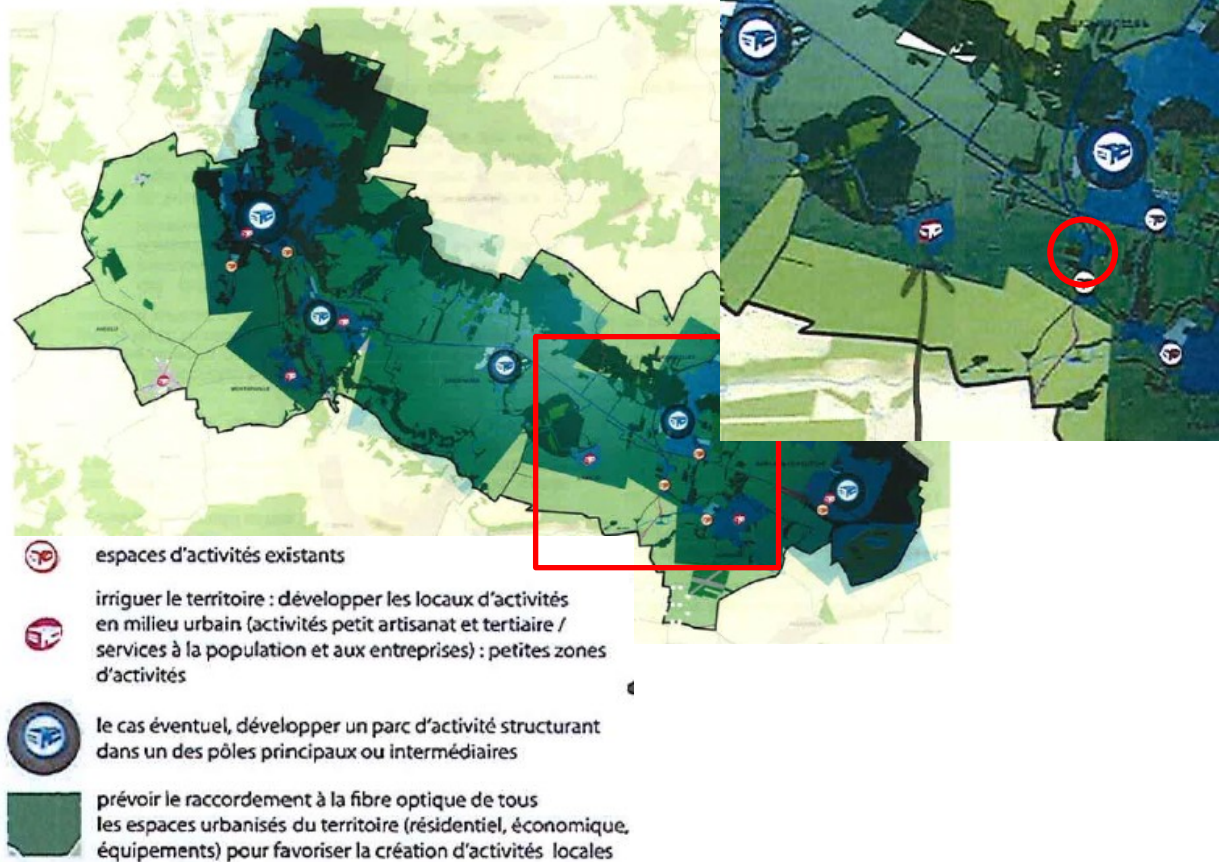 espaces d'activités existants
irriguer le territoire : développer les locaux d'activités
en milieu urbain (activités petit artisanat et tertiaire /
services à la population et aux entreprises) : petites zones
d'activités
le cas éventuel, développer un parc d'activité structurant
dans un des pôles principaux ou intermédiaires
prévoir le raccordement à la fibre optique de tous
les espaces urbanisés du territoire (résidentiel, économique,
équipements) pour favoriser la création d'activités locales